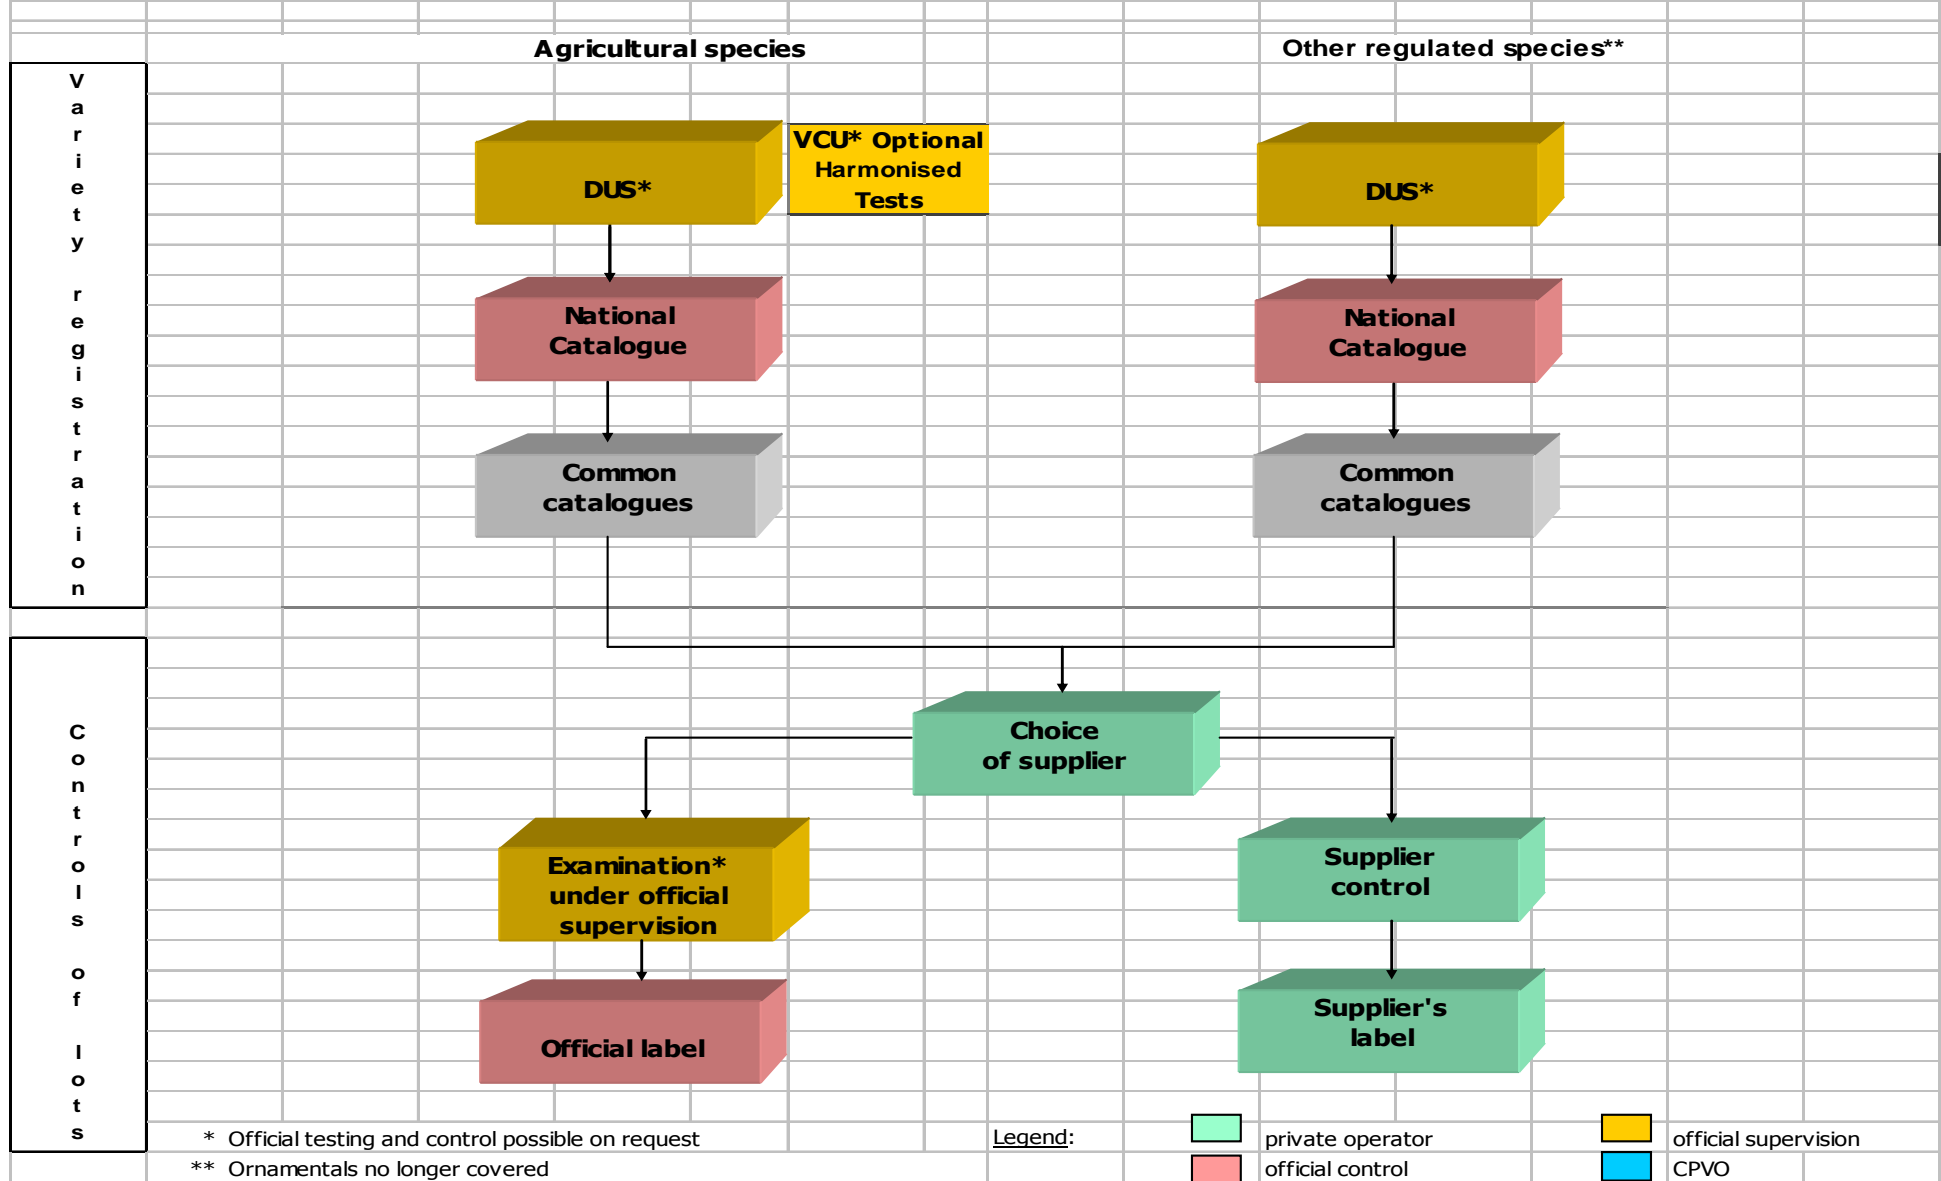 Agricultural species
Other regulated species**
Variety registration
DUS*
VCU* Optional
Harmonised
Tests
DUS*
National
Catalogue
National
Catalogue
Common
catalogues
Common
catalogues
Controls of lots
Choice
of supplier
Examination*
under official
supervision
Supplier
control
Official label
Supplier's
label
* Official testing and control possible on request
** Ornamentals no longer covered
Legend:
private operator
official supervision
official control
CPVO